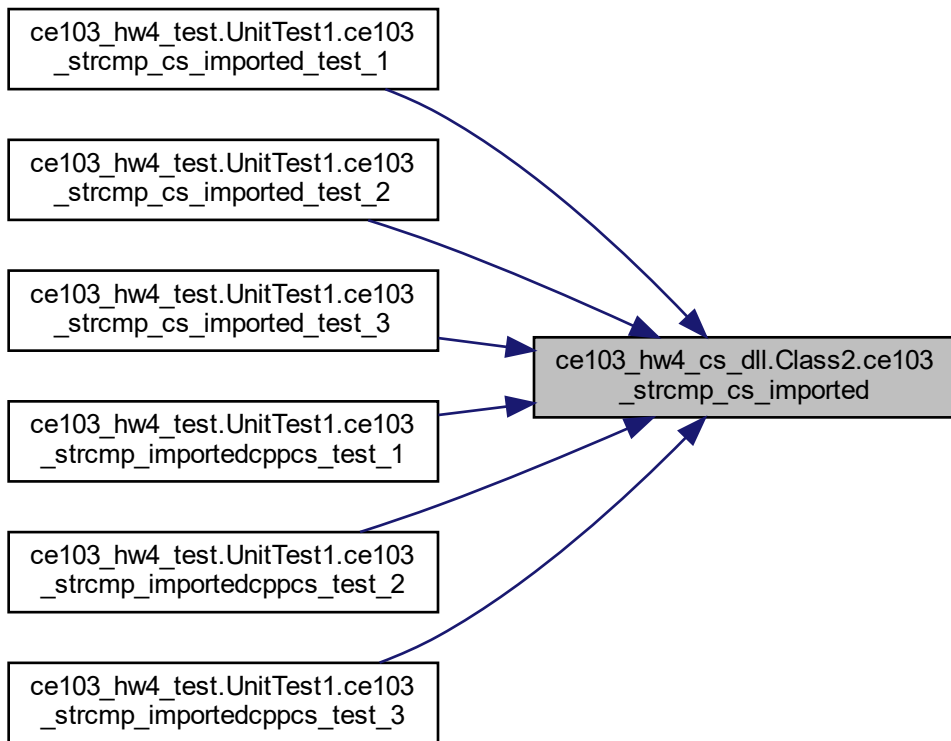 ce103_hw4_test.UnitTest1.ce103
_strcmp_cs_imported_test_1
ce103_hw4_test.UnitTest1.ce103
_strcmp_cs_imported_test_2
ce103_hw4_test.UnitTest1.ce103
_strcmp_cs_imported_test_3
ce103_hw4_cs_dll.Class2.ce103
_strcmp_cs_imported
ce103_hw4_test.UnitTest1.ce103
_strcmp_importedcppcs_test_1
ce103_hw4_test.UnitTest1.ce103
_strcmp_importedcppcs_test_2
ce103_hw4_test.UnitTest1.ce103
_strcmp_importedcppcs_test_3